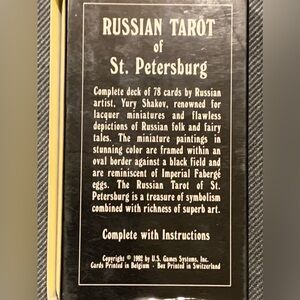 RUSSIAN TAROT
of
St. Petersburg
Complete deck of 78 cards by Russian
artist, Yury Shakov, renowned for
lacquer miniatures and flawless
depictions of Russian folk and fairy
tales. The miniature paintings in
stunning color are framed within an
oval border against a black field and
are reminiscent of Imperial Fabergé
eggs. The Russian Tarot of St.
Petersburg is a treasure of symbolism
combined with richness of superb art.
Complete with Instructions
Copyright © 1992 by U.S. Games Systems, Inc.
Cards Printed in Belgium - Box Printed in Switzerland